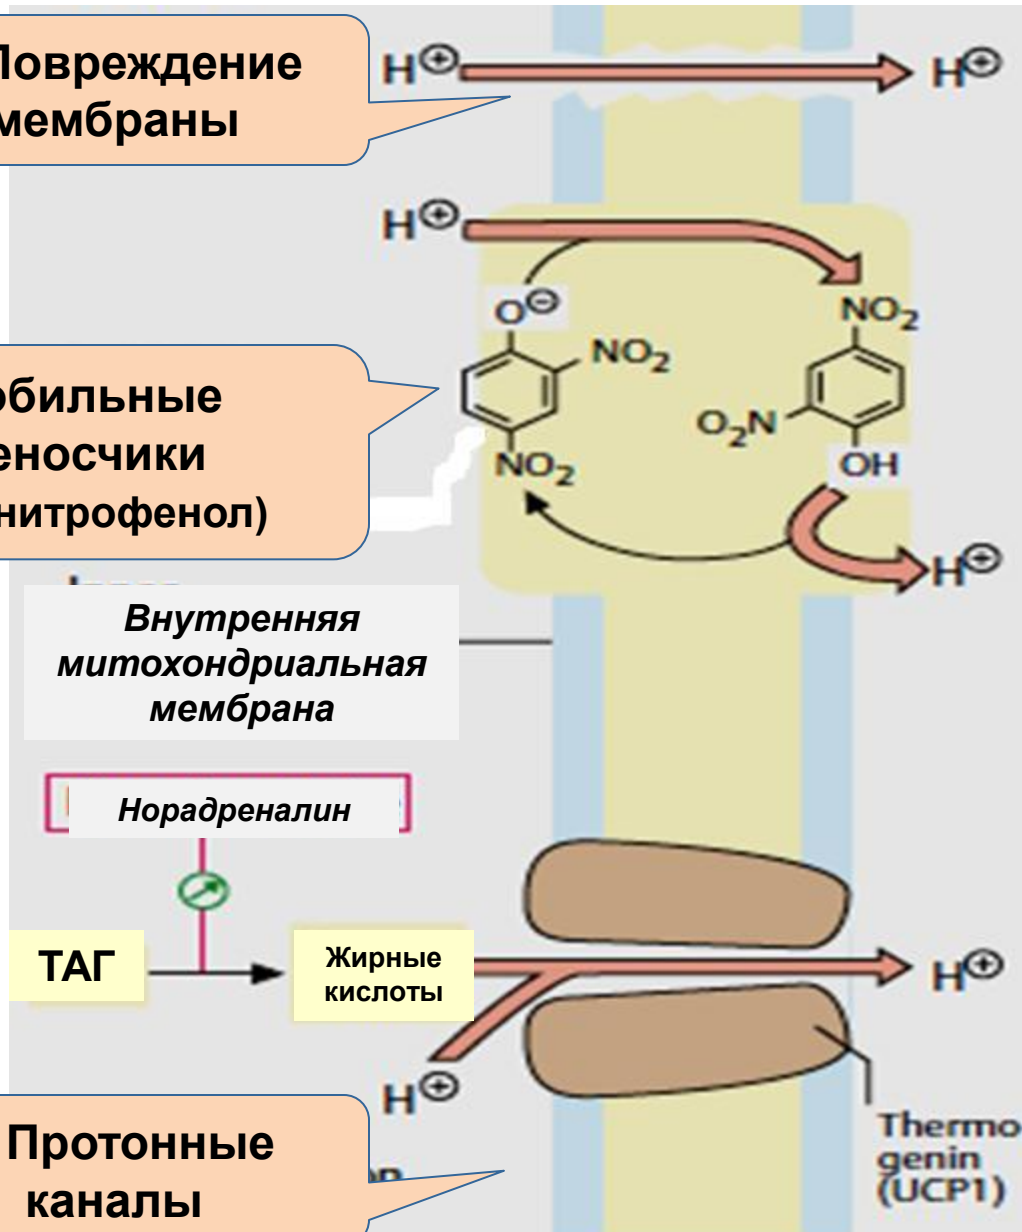 Повреждение
мембраны
H⊕
H⊕
H⊕
O⊖
NO₂
NO₂
NO₂
O₂N
OH
H⊕
обильные
еносчики
нитрофенол)
Внутренняя
митохондриальная
мембрана
Норадреналин
ТАГ
Жирные
кислоты
H⊕
H⊕
Протонные
каналы
Thermo
genin
(UCP1)